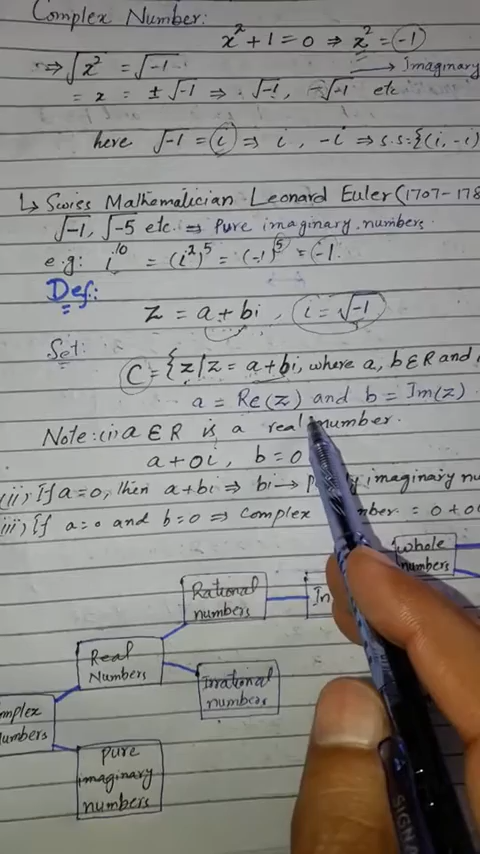 Complex Number:
x² + 1 = 0 ⇒ x² = -1
⇒ √x² = √-1 → Imaginary
= x = ± √-1 ⇒ √-1, -√-1 etc
here √-1 = i ⇒ i, -i ⇒ S.S = {(i, -i)
↳ Swiss Mathematician Leonard Euler (1707-178
√-1, √-5 etc. ⇒ Pure imaginary numbers.
e.g: i¹⁰ = (i²)⁵ = (-1)⁵ = -1.
Def:
Z = a + bi, i = √-1
Set:
C = {z / z = a + bi, where a, b ∈ R and
a = Re(z) and b = Im(z)
Note: (i) a ∈ R is a real number.
a + 0i, b = 0
(ii) If a = 0, then a + bi ⇒ bi → imaginary nu
iii) If a = 0 and b = 0 ⇒ complex = 0 + 0
Whole numbers
Rational numbers
In
Real Numbers
Irrational numbers
mplex
umbers
pure imaginary numbers
SIGN